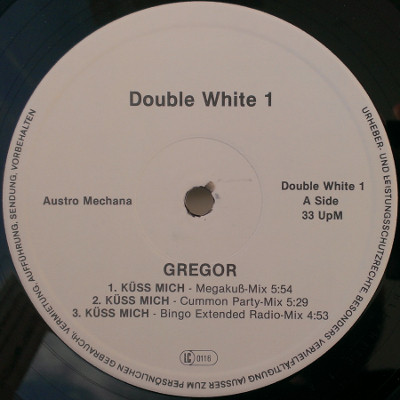 Double White 1
Austro Mechana
Double White 1
A Side
33 UpM
GREGOR
1. KÜSS MICH - Megakuß-Mix 5:54
2. KÜSS MICH - Cummon Party-Mix 5:29
3. KÜSS MICH - Bingo Extended Radio-Mix 4:53
LC 0116
URHEBER- UND LEISTUNGSSCHUTZRECHTE BESONDERS VERVIELFÄLTIGUNG (AUSSER ZUM PERSÖNLICHEN GEBRAUCH), VERMIETUNG, AUFFÜHRUNG, SENDUNG, VORBEHALTEN